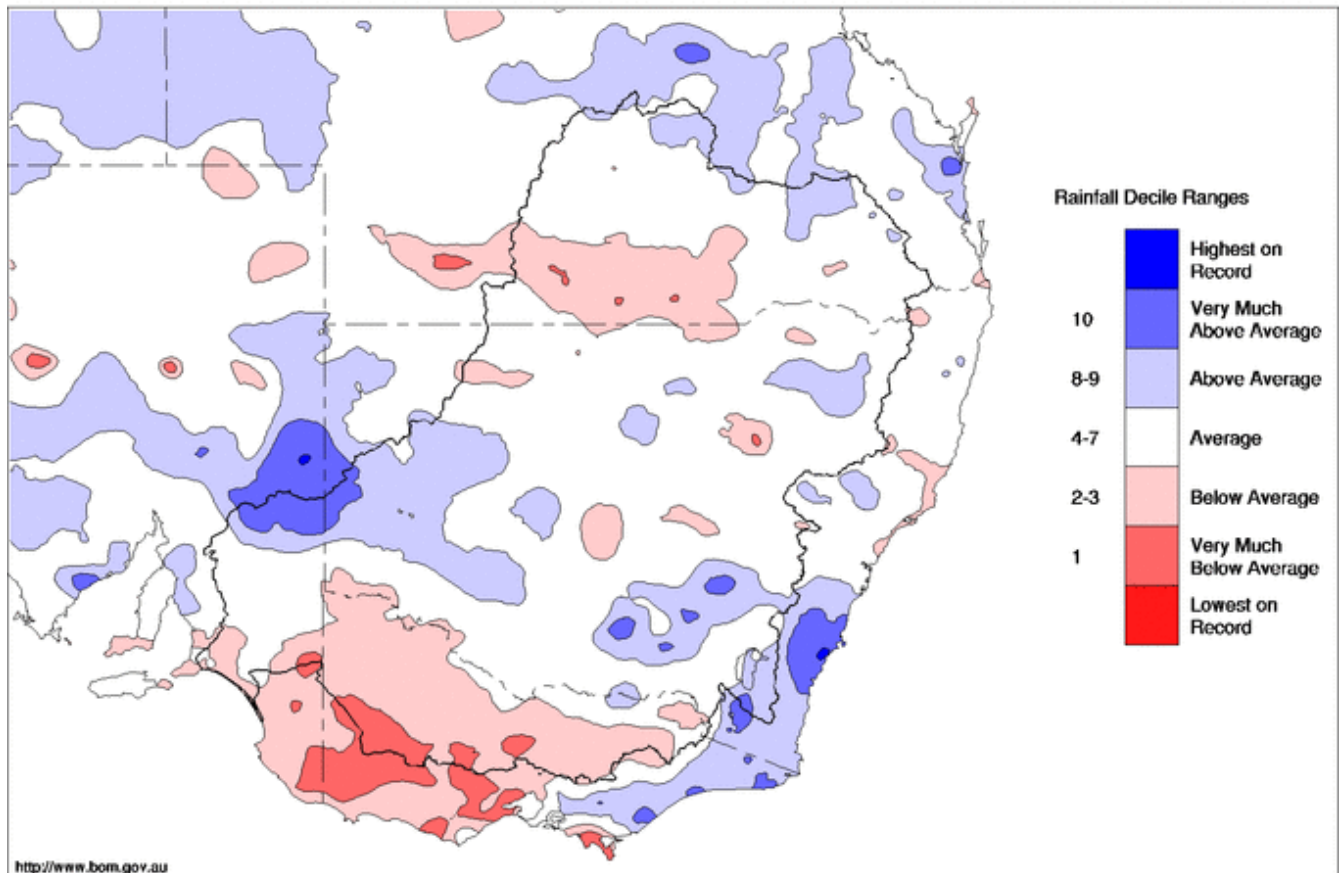 Rainfall Decile Ranges
Highest on
Record
10
Very Much
Above Average
8-9
Above Average
4-7
Average
2-3
Below Average
1
Very Much
Below Average
Lowest on
Record
http://www.bom.gov.au